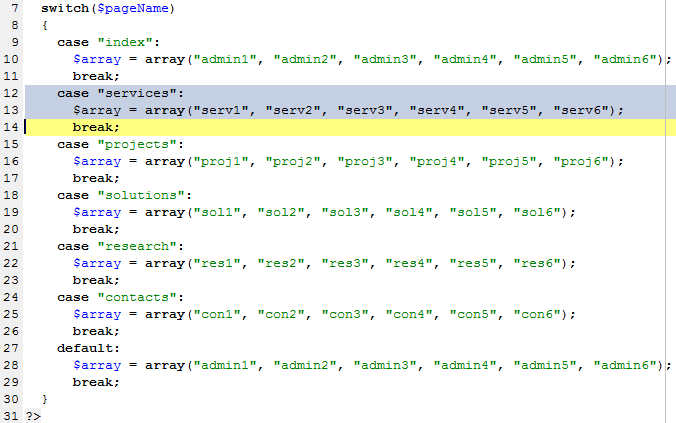 7 switch($pageName)
8 {
9 case "index":
10 $array = array("admin1", "admin2", "admin3", "admin4", "admin5", "admin6");
11 break;
12 case "services":
13 $array = array("serv1", "serv2", "serv3", "serv4", "serv5", "serv6");
14 break;
15 case "projects":
16 $array = array("proj1", "proj2", "proj3", "proj4", "proj5", "proj6");
17 break;
18 case "solutions":
19 $array = array("sol1", "sol2", "sol3", "sol4", "sol5", "sol6");
20 break;
21 case "research":
22 $array = array("res1", "res2", "res3", "res4", "res5", "res6");
23 break;
24 case "contacts":
25 $array = array("con1", "con2", "con3", "con4", "con5", "con6");
26 break;
27 default:
28 $array = array("admin1", "admin2", "admin3", "admin4", "admin5", "admin6");
29 break;
30 }
31 ?>